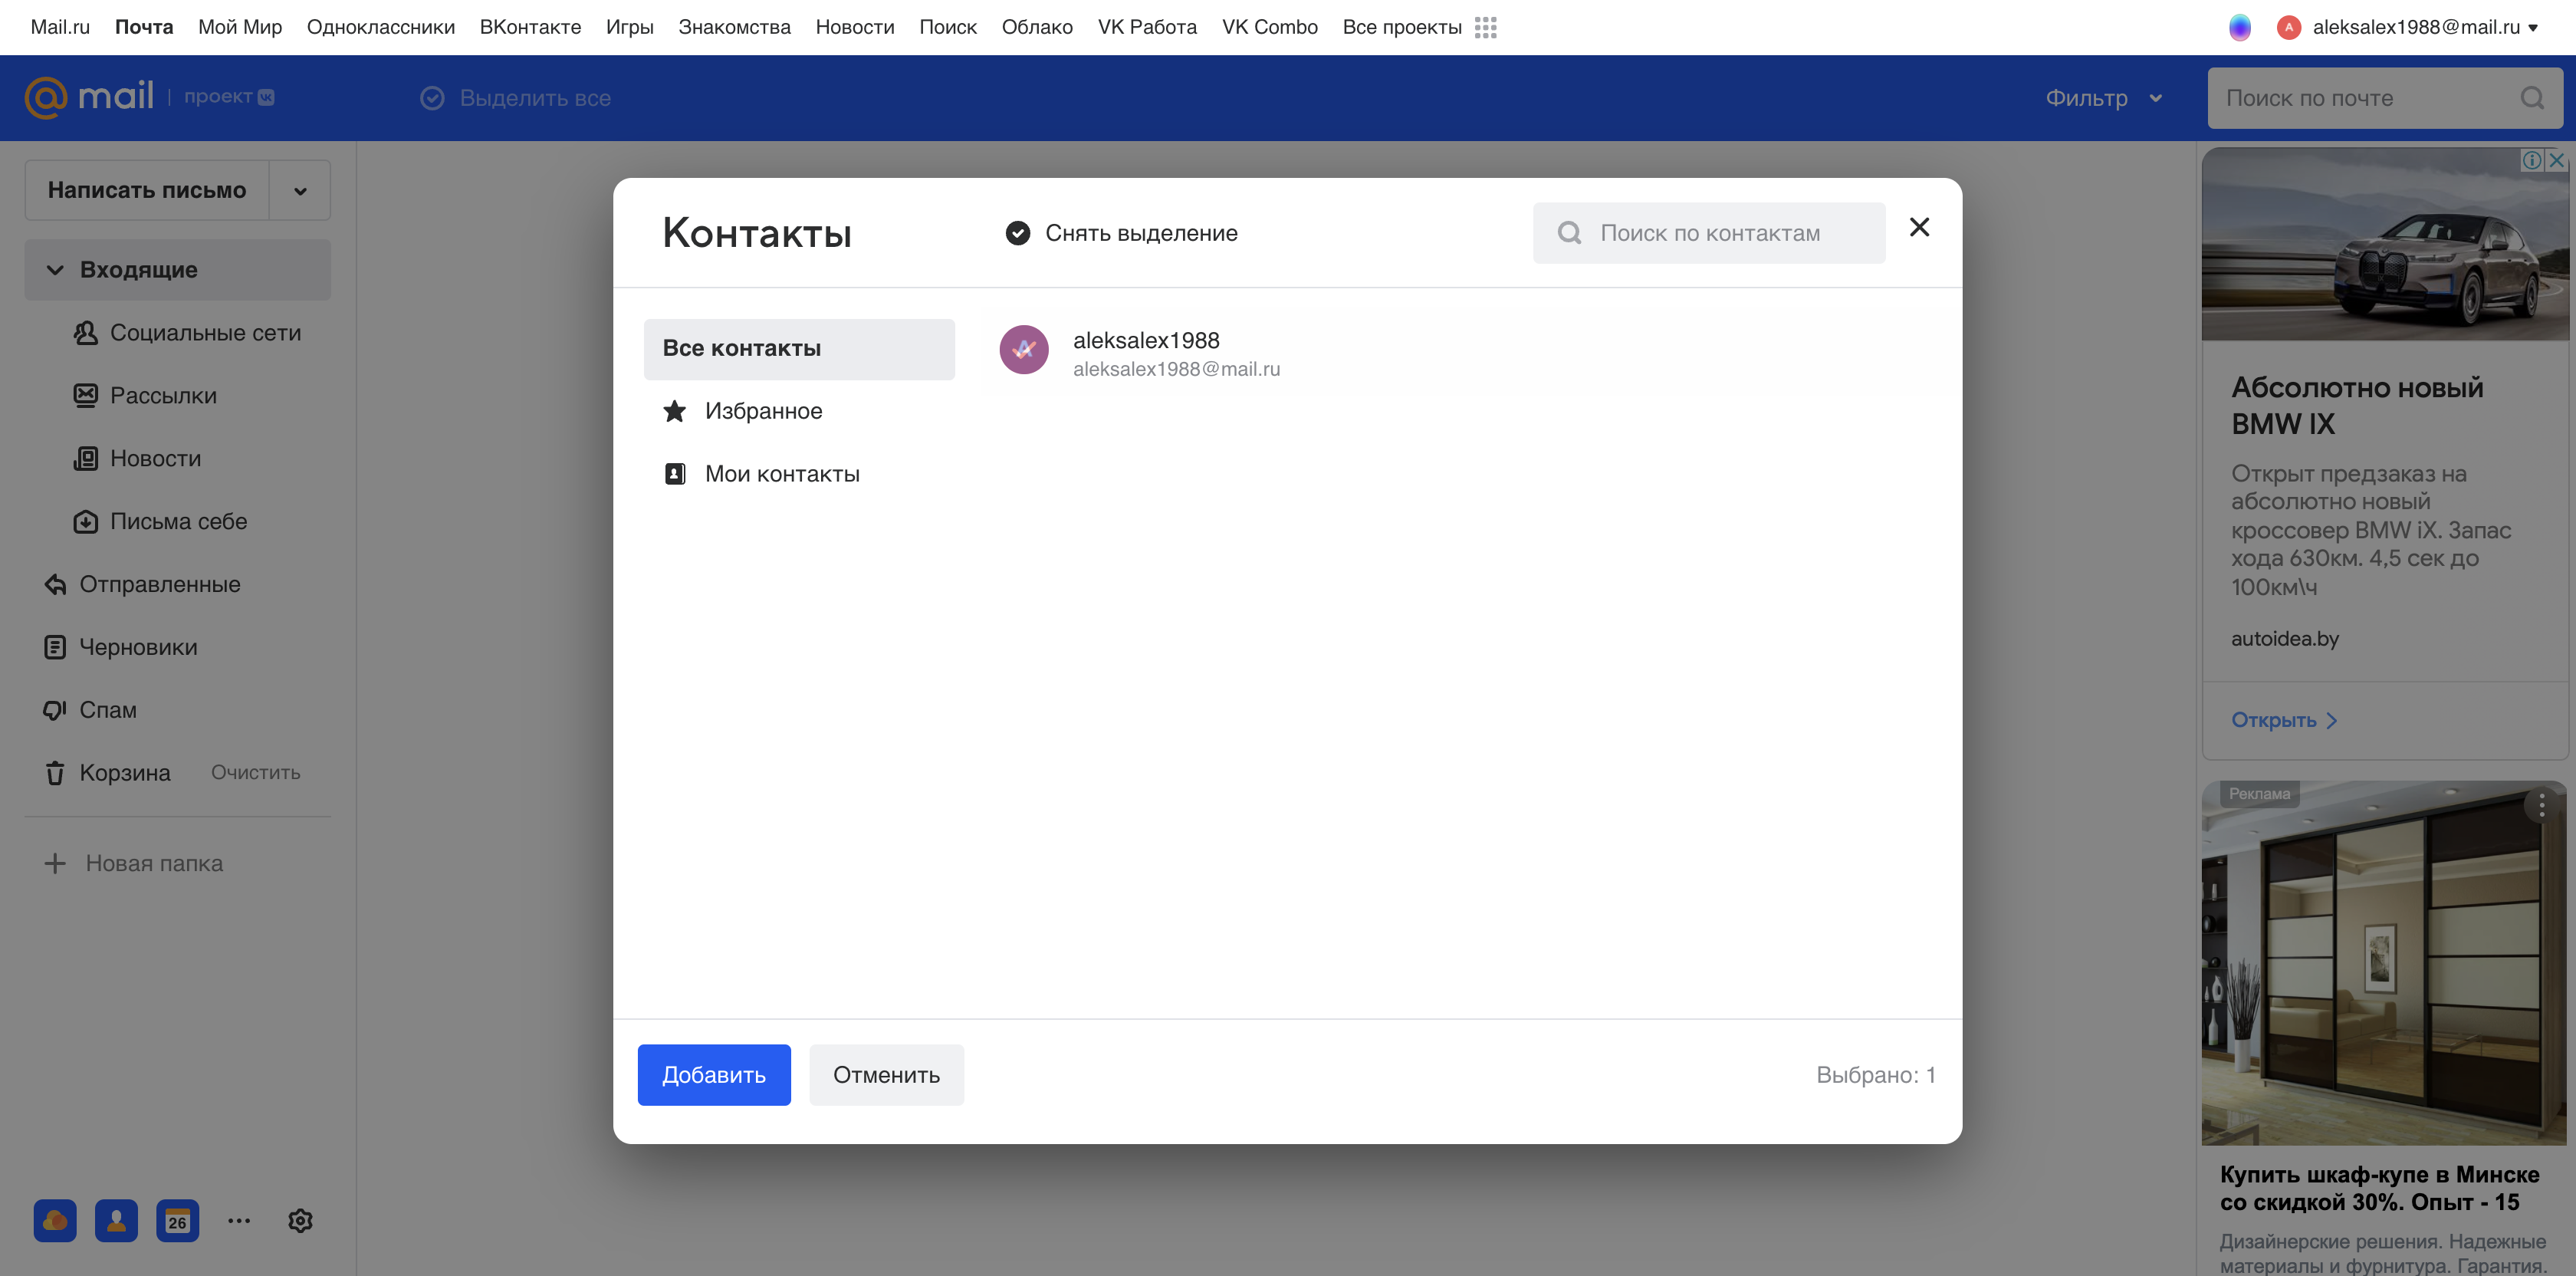 Mail.ru Почта Мой Мир Одноклассники ВКонтакте Игры Знакомства Новости Поиск Облако VK Работа VK Combo Все проекты
A aleksalex1988@mail.ru
mail проект
Выделить все
Фильтр
Поиск по почте
Написать письмо
Входящие
Социальные сети
Рассылки
Новости
Письма себе
Отправленные
Черновики
Спам
Корзина Очистить
Новая папка
26
Контакты
Снять выделение
Поиск по контактам
Все контакты
Избранное
Мои контакты
aleksalex1988
aleksalex1988@mail.ru
Добавить
Отменить
Выбрано: 1
Абсолютно новый
BMW IX
Открыт предзаказ на
абсолютно новый
кроссовер BMW iX. Запас
хода 630км. 4,5 сек до
100км\ч
autoidea.by
Открыть
Реклама
Купить шкаф-купе в Минске
со скидкой 30%. Опыт - 15
Дизайнерские решения. Надежные
материалы и фурнитура. Гарантия.